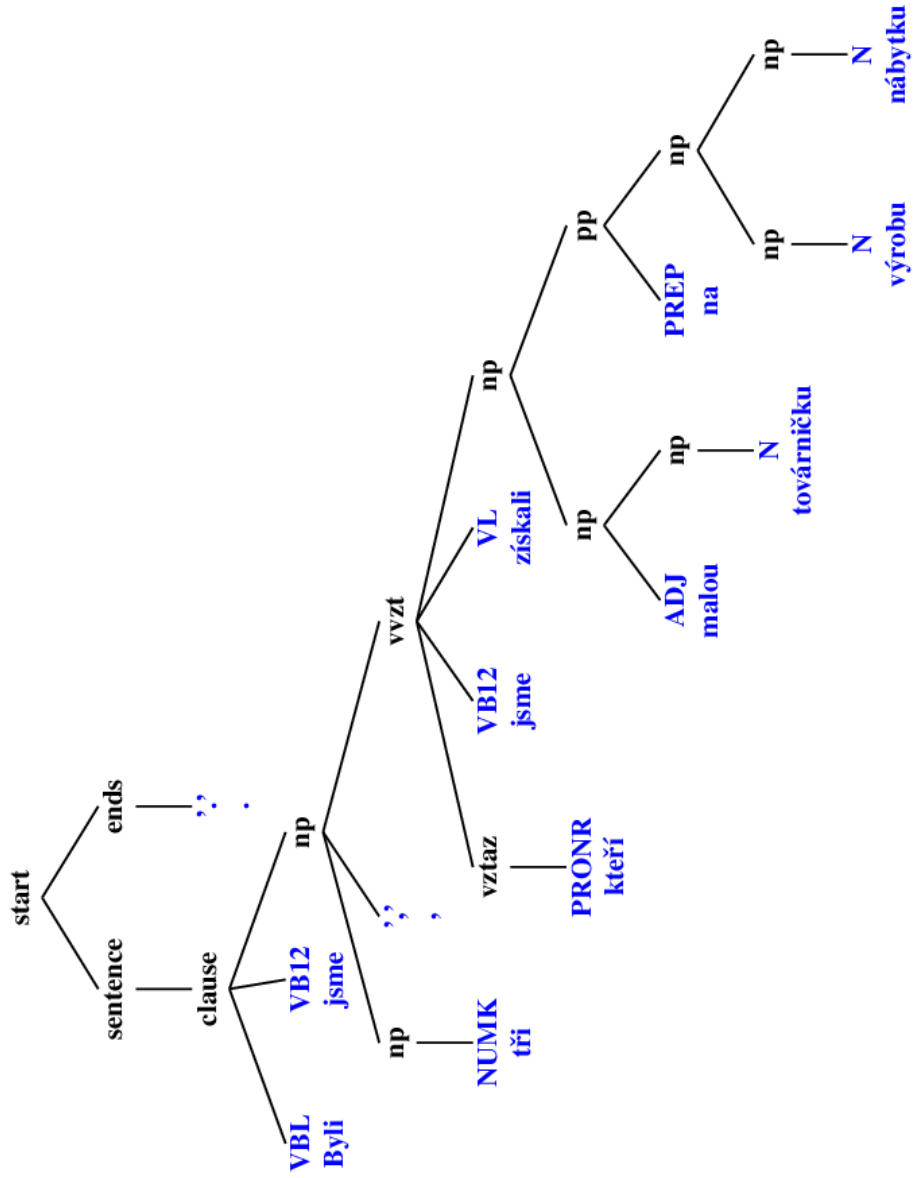 start
sentence ends
clause '.'
.
VBL VB12 np
Byli jsme
np ',' vvzt
,
NUMK vztaz VB12 VL np
tři jsme získali
PRONR np pp
kteří
ADJ np PREP np
malou na
N np np
továrničku
N N
výrobu nábytku